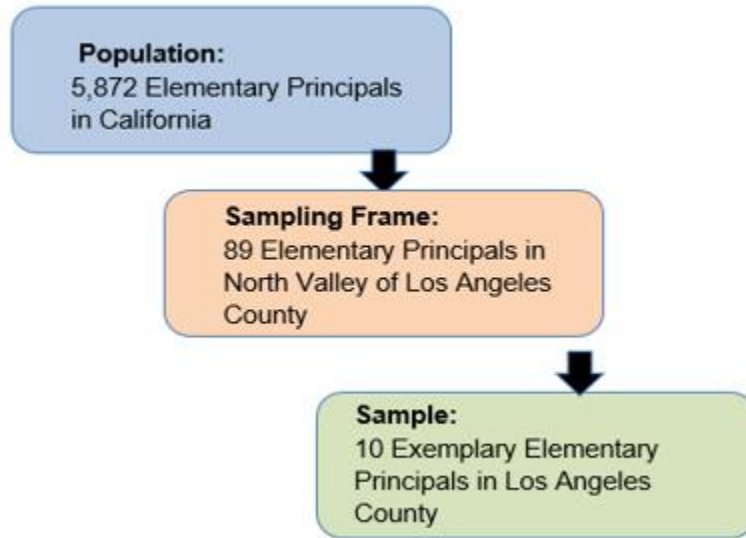 Population:
5,872 Elementary Principals
in California
Sampling Frame:
89 Elementary Principals in
North Valley of Los Angeles
County
Sample:
10 Exemplary Elementary
Principals in Los Angeles
County